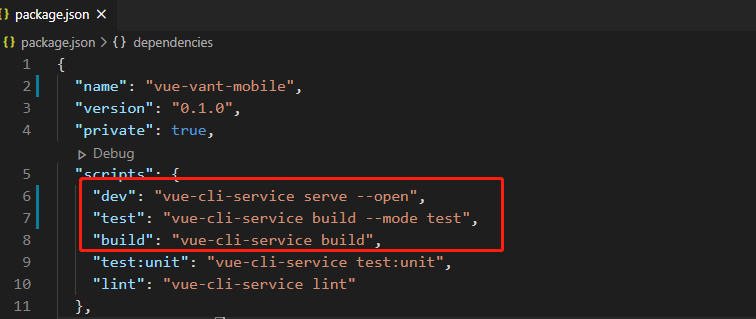 {} package.json ×
{} package.json > {} dependencies
1 {
2 "name": "vue-vant-mobile",
3 "version": "0.1.0",
4 "private": true,
Debug
5 "scripts": {
6 "dev": "vue-cli-service serve --open",
7 "test": "vue-cli-service build --mode test",
8 "build": "vue-cli-service build",
9 "test:unit": "vue-cli-service test:unit",
10 "lint": "vue-cli-service lint"
11 },